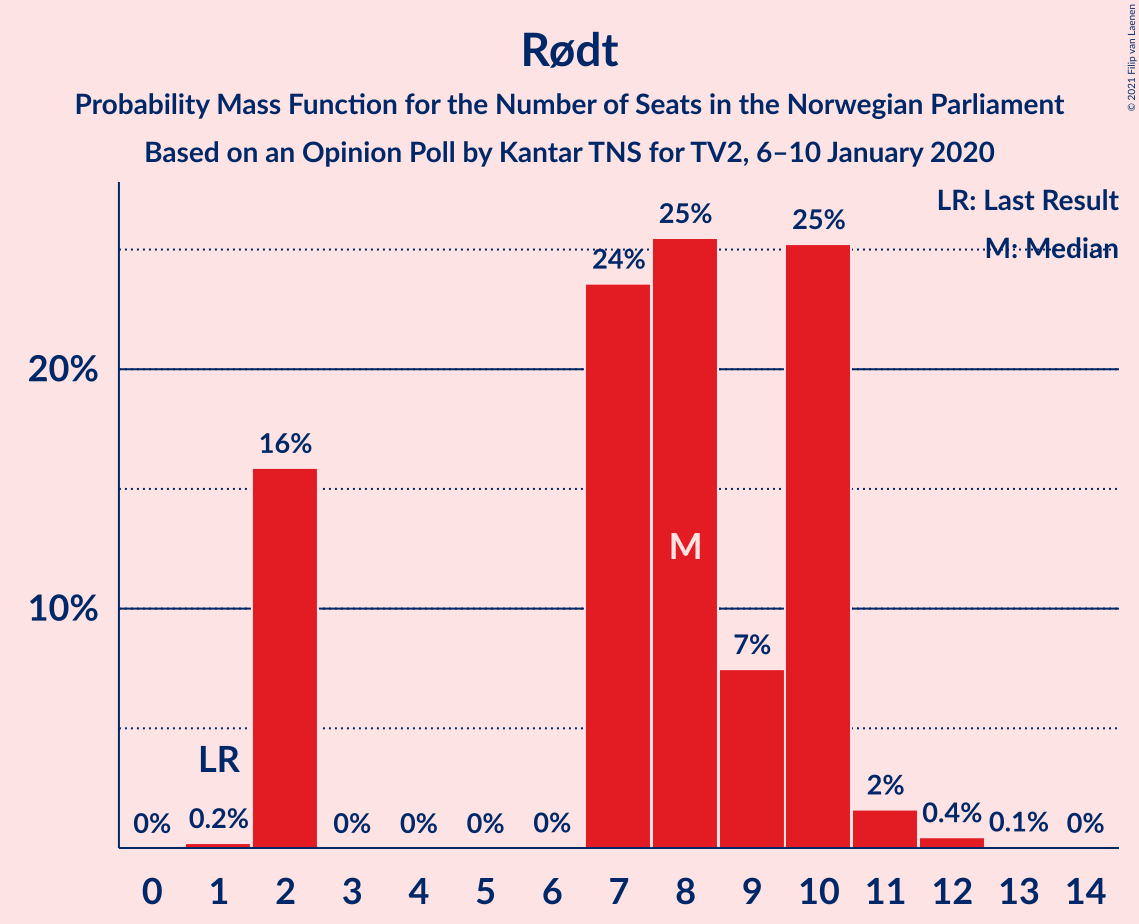 Rødt
Probability Mass Function for the Number of Seats in the Norwegian Parliament
Based on an Opinion Poll by Kantar TNS for TV2, 6–10 January 2020
© 2021 Filip van Laenen
LR: Last Result
M: Median
20%
10%
0%
0.2%
LR
16%
0%
0%
0%
0%
24%
25%
M
7%
25%
2%
0.4%
0.1%
0%
0 1 2 3 4 5 6 7 8 9 10 11 12 13 14